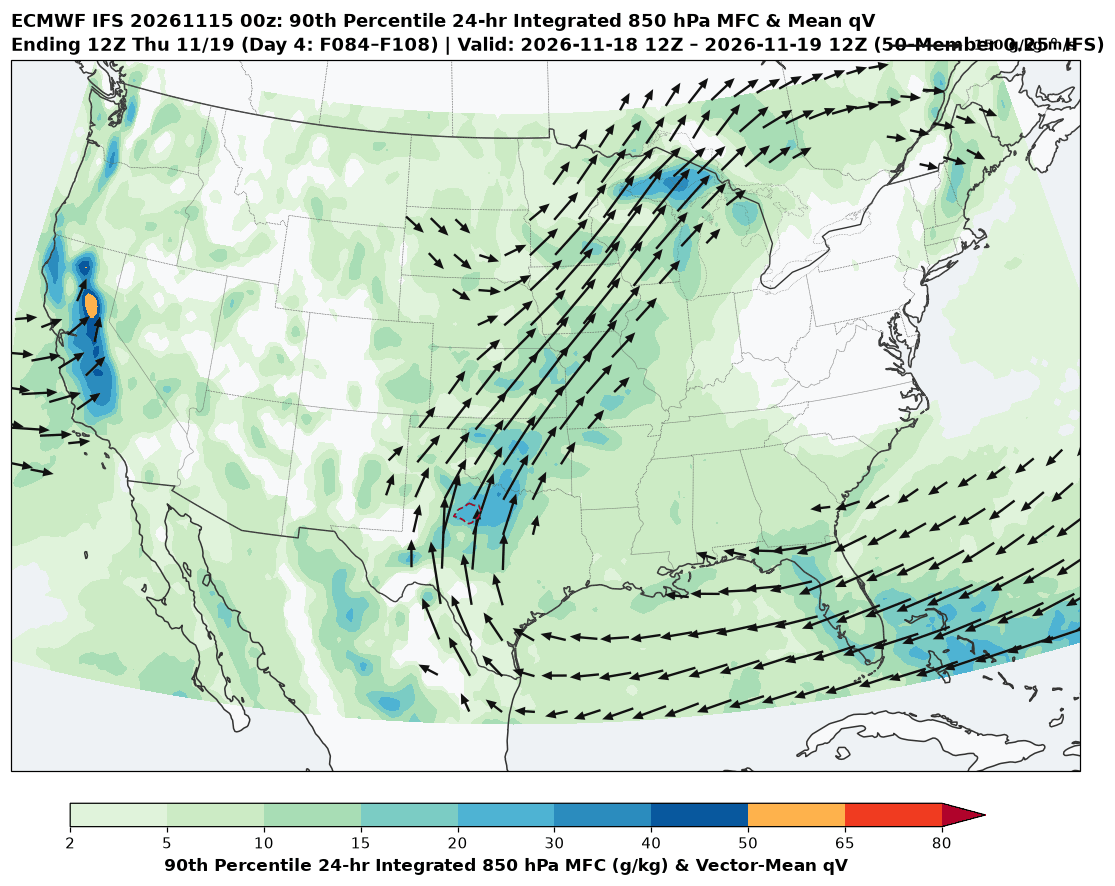 ECMWF IFS 20261115 00z: 90th Percentile 24-hr Integrated 850 hPa MFC & Mean qV
Ending 12Z Thu 11/19 (Day 4: F084–F108) | Valid: 2026-11-18 12Z – 2026-11-19 12Z (50-Member 0.25° IFS)
2 5 10 15 20 30 40 50 65 80
90th Percentile 24-hr Integrated 850 hPa MFC (g/kg) & Vector-Mean qV